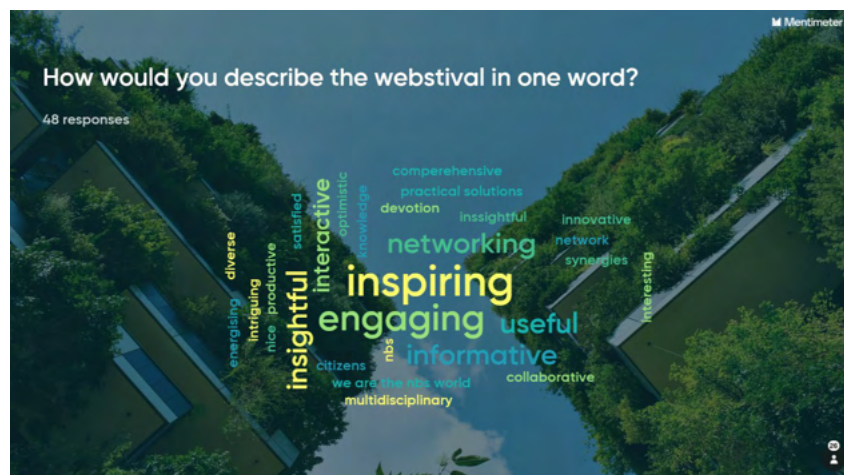 Mentimeter
How would you describe the webstival in one word?
48 responses
comperehensive
practical solutions
devotion
inssightful
innovative
networking
network
synergies
interesting
inspiring
engaging
useful
informative
collaborative
we are the nbs world
multidisciplinary
citizens
nbs
insightful
interactive
optimistic
knowledge
satisfied
diverse
productive
intriguing
nice
energising
26